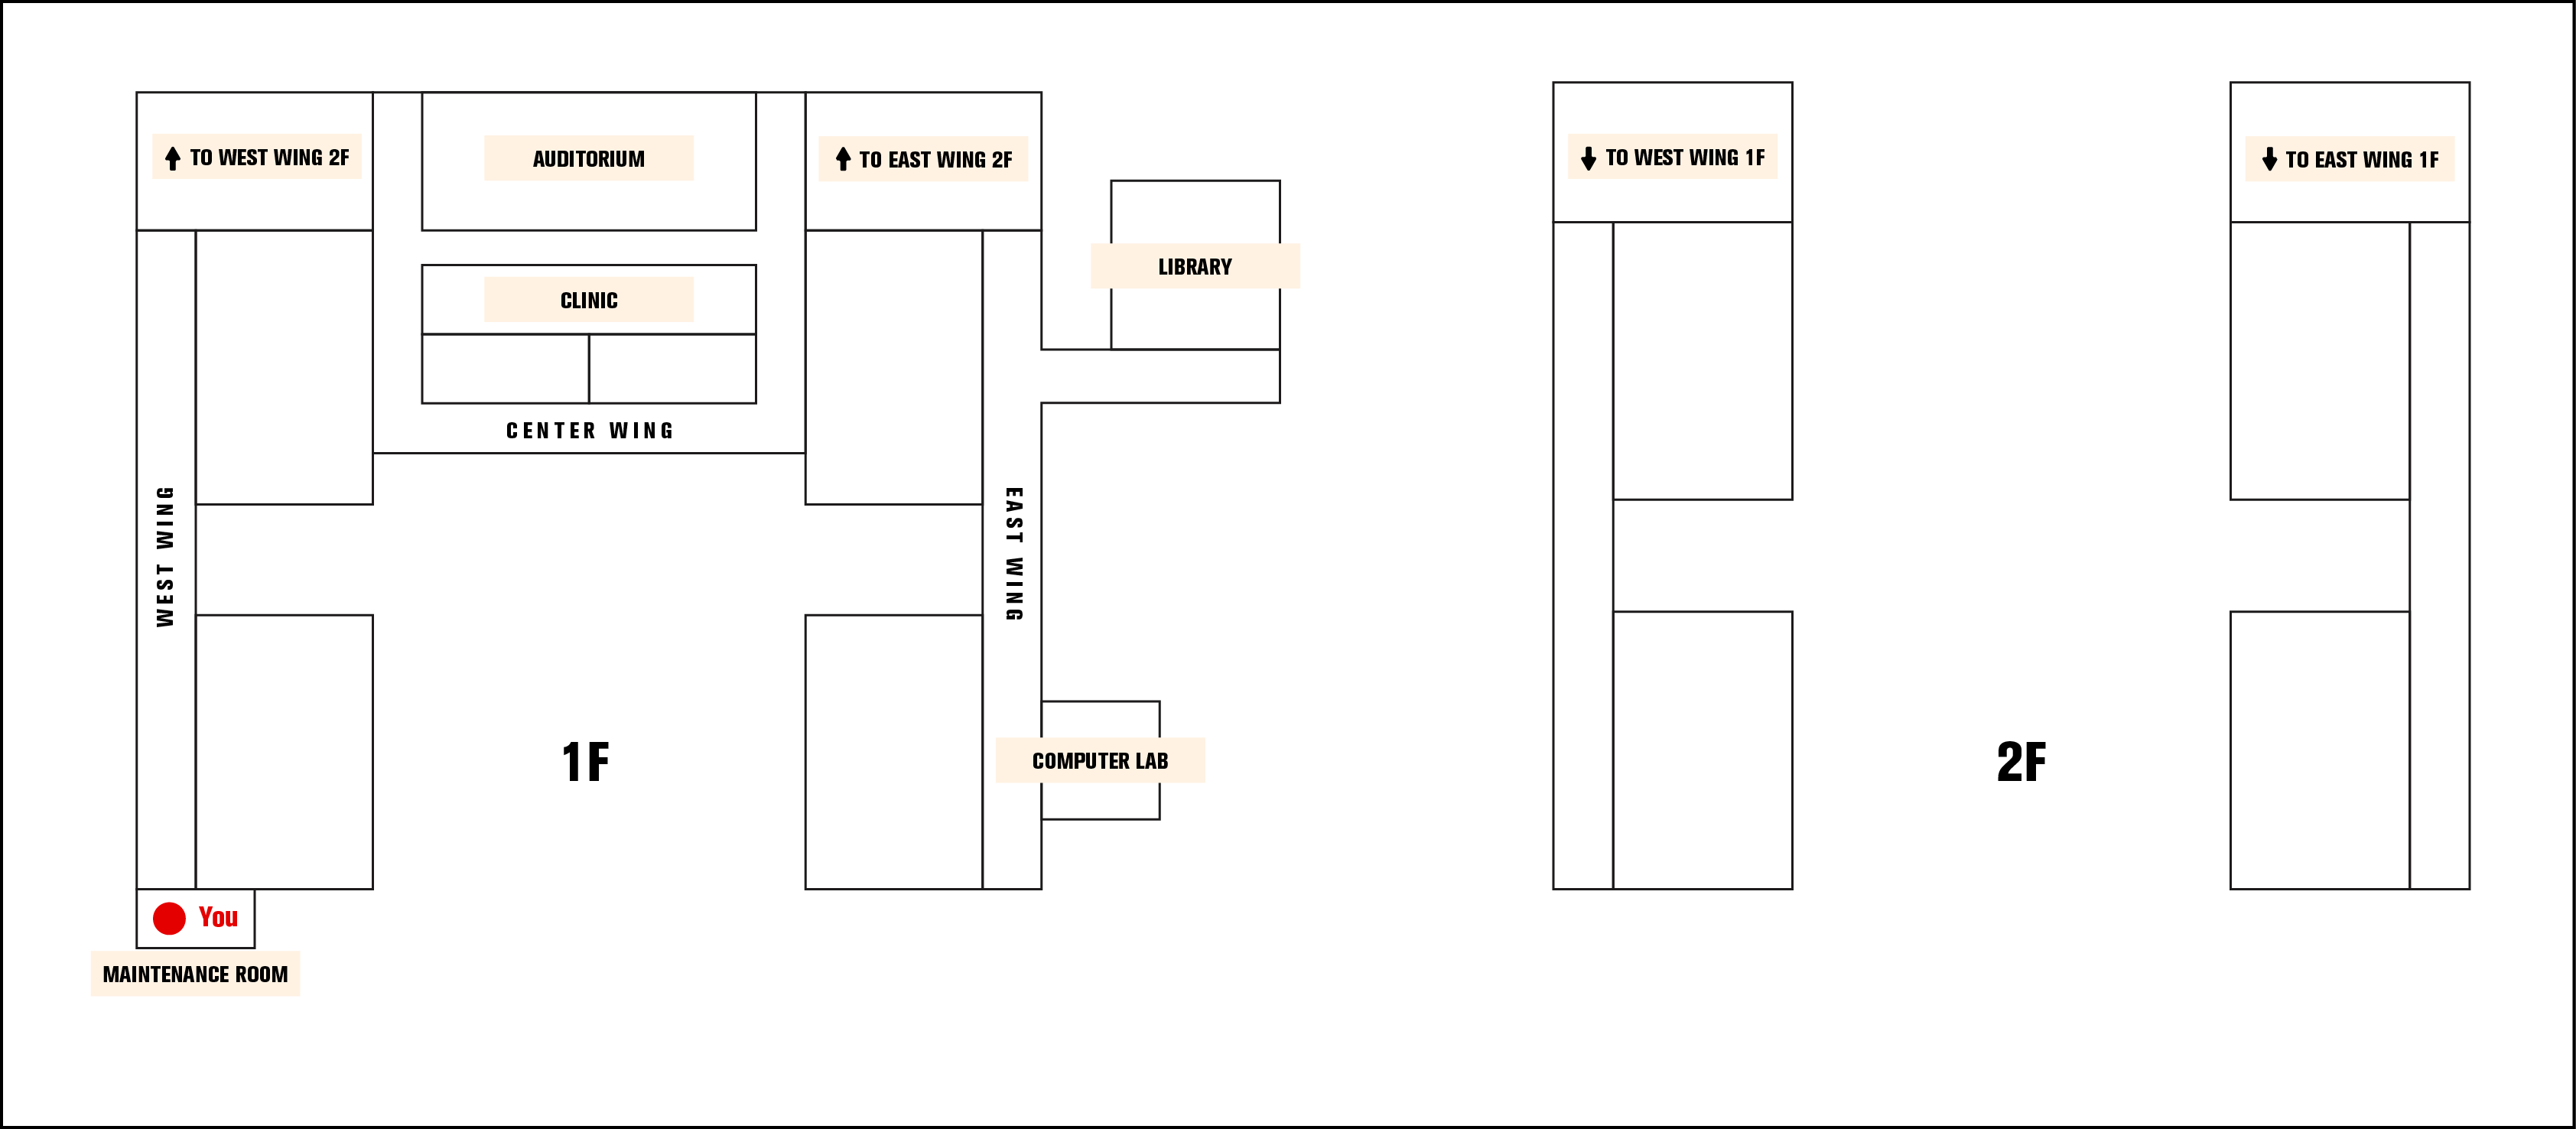 ↑ TO WEST WING 2F
AUDITORIUM
↑ TO EAST WING 2F
LIBRARY
CLINIC
CENTER WING
WEST WING
EAST WING
1F
COMPUTER LAB
You
MAINTENANCE ROOM
↓ TO WEST WING 1F
↓ TO EAST WING 1F
2F